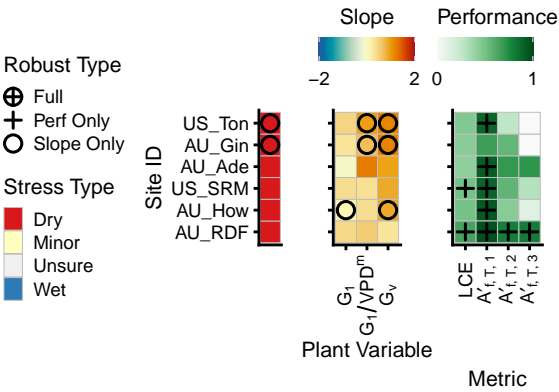 Slope
Performance
−2
2
0
1
Robust Type
Full
Perf Only
Slope Only
Stress Type
Dry
Minor
Unsure
Wet
Site ID
US_Ton
AU_Gin
AU_Ade
US_SRM
AU_How
AU_RDF
G₁
G₁/VPDᵐ
Gᵥ
Plant Variable
LCE
A′f, T, 1
A′f, T, 2
A′f, T, 3
Metric